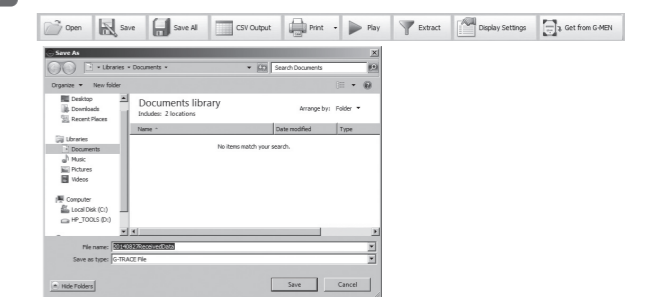 Open Save Save All CSV Output Print Play Extract Display Settings Get from G-MEN
Save As
Libraries Documents Search Documents
Organize New folder
Desktop
Downloads
Recent Places
Libraries
Documents
Music
Pictures
Videos
Computer
Local Disk (C:)
HP_TOOLS (D:)
Documents library
Includes: 2 locations
Arrange by: Folder
Name Date modified Type
No items match your search.
File name: 20140827ReceivedData
Save as type: G-TRACE File
Hide Folders Save Cancel